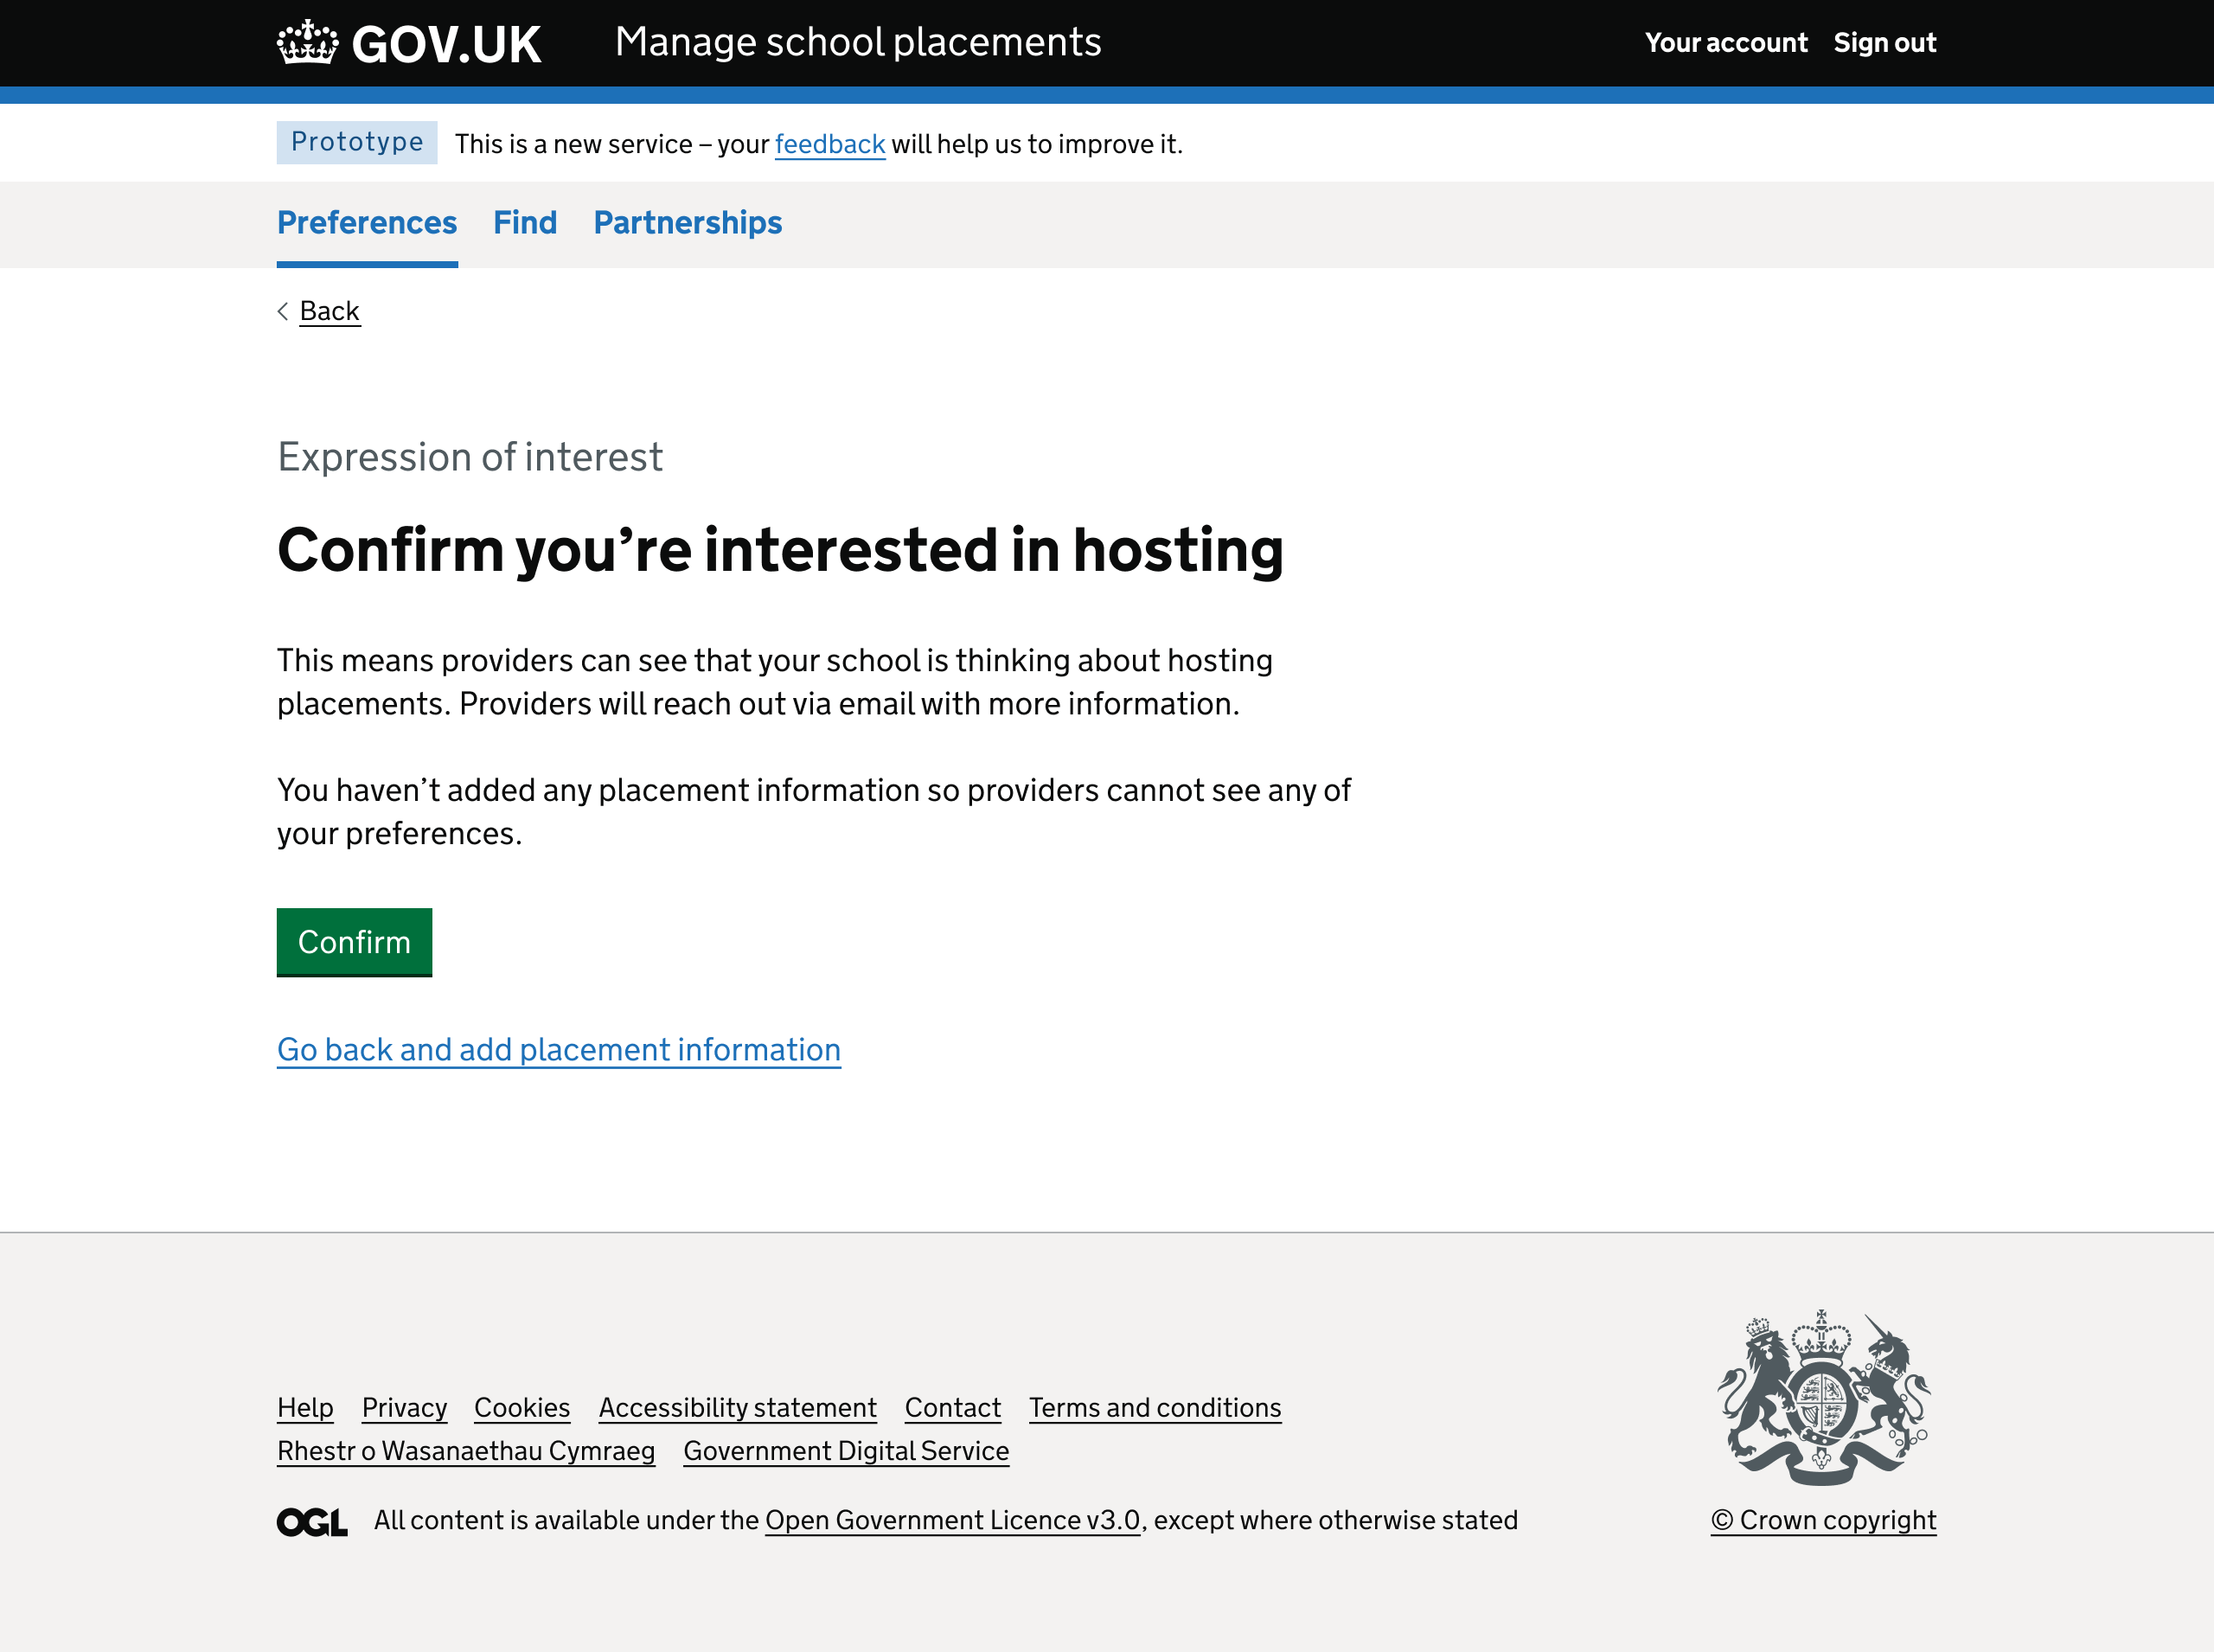 GOV.UK Manage school placements Your account Sign out
Prototype This is a new service – your feedback will help us to improve it.
Preferences Find Partnerships
Back
Expression of interest
Confirm you’re interested in hosting
This means providers can see that your school is thinking about hosting
placements. Providers will reach out via email with more information.
You haven’t added any placement information so providers cannot see any of
your preferences.
Confirm
Go back and add placement information
Help Privacy Cookies Accessibility statement Contact Terms and conditions
Rhestr o Wasanaethau Cymraeg Government Digital Service
OGL All content is available under the Open Government Licence v3.0, except where otherwise stated
© Crown copyright